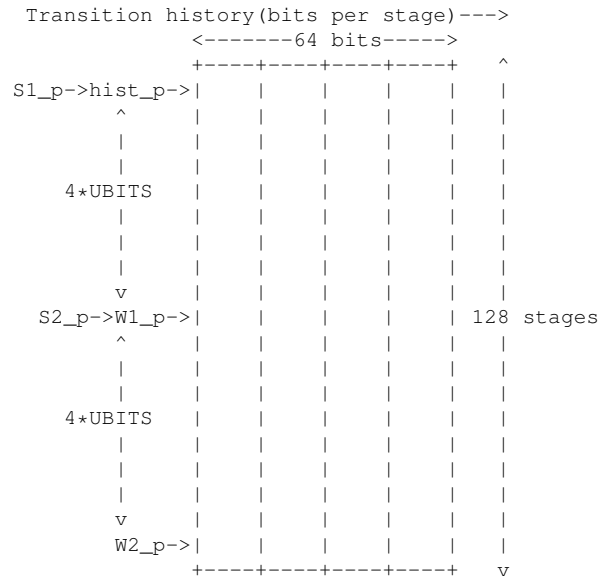 Transition history(bits per stage)--->
<-------64 bits----->
+----+----+----+----+ ^
S1_p->hist_p->| | | | | |
^ | | | | | |
| | | | | | |
| | | | | | |
4*UBITS | | | | | |
| | | | | | |
| | | | | | |
| | | | | | |
v | | | | | |
S2_p->W1_p->| | | | | 128 stages
^ | | | | | |
| | | | | | |
| | | | | | |
4*UBITS | | | | | |
| | | | | | |
| | | | | | |
| | | | | | |
v | | | | | |
W2_p->| | | | | |
+----+----+----+----+ v